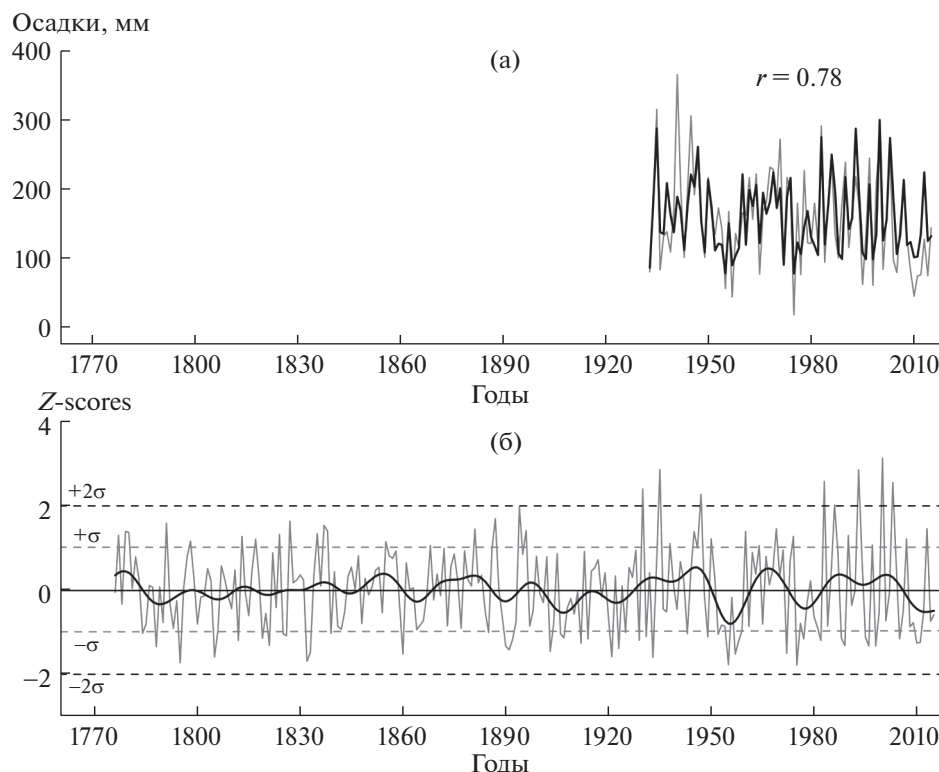 Осадки, мм
400
(а)
r = 0.78
300
200
100
0
1770 1800 1830 1860 1890 1920 1950 1980 2010
Годы
Z-scores
4
(б)
+2σ
2
+σ
0
−σ
−2σ
−2
1770 1800 1830 1860 1890 1920 1950 1980 2010
Годы